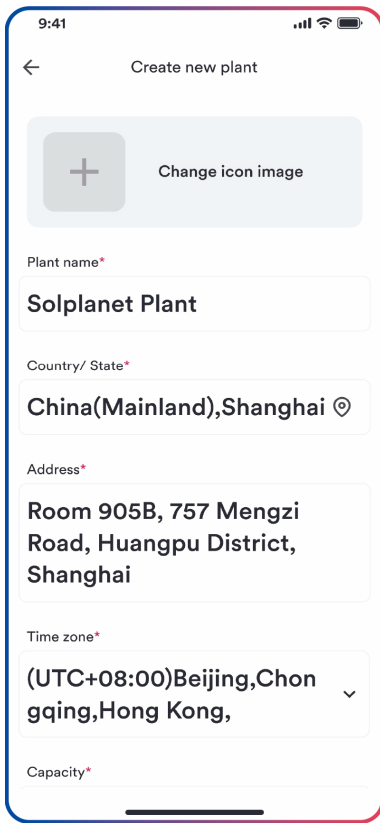 9:41
Create new plant
Change icon image
Plant name*
Solplanet Plant
Country/ State*
China(Mainland),Shanghai
Address*
Room 905B, 757 Mengzi
Road, Huangpu District,
Shanghai
Time zone*
(UTC+08:00)Beijing,Chon
gqing,Hong Kong,
Capacity*